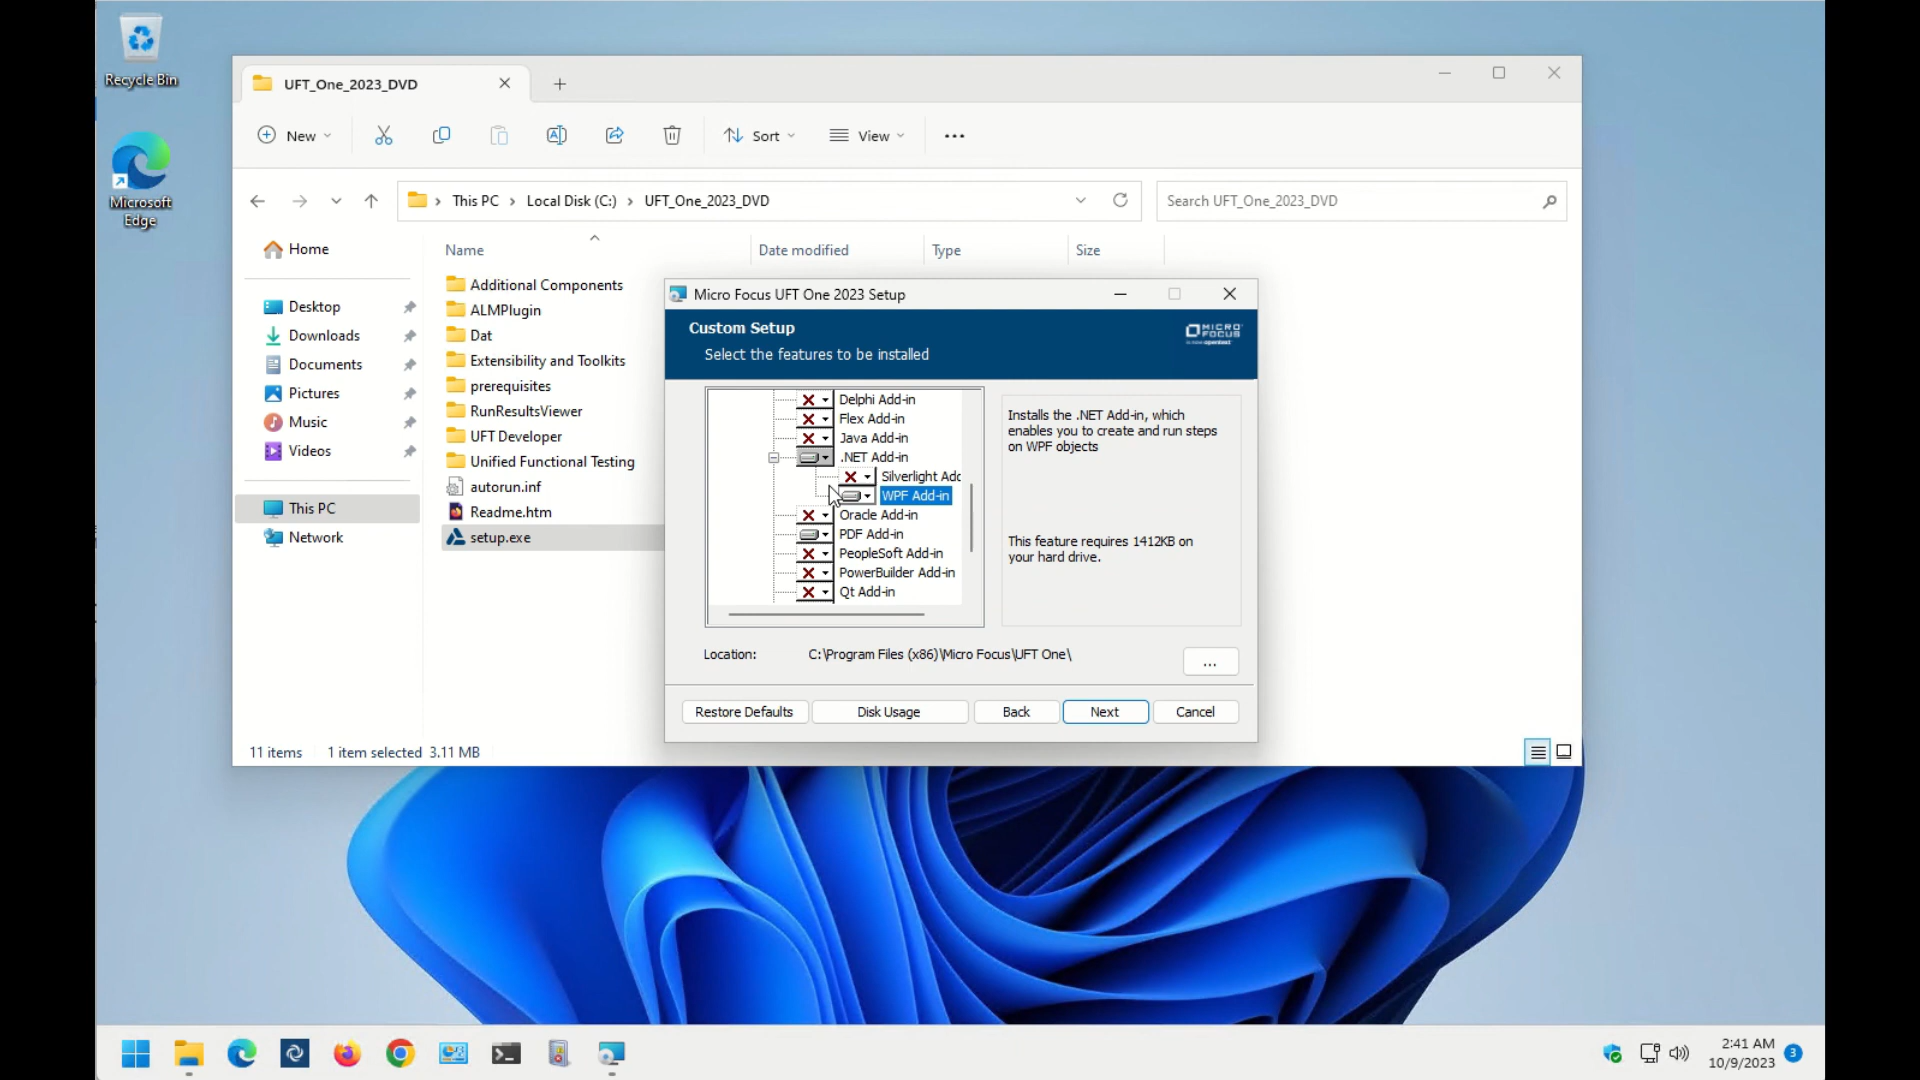 Recycle Bin
Microsoft
Edge
UFT_One_2023_DVD
New
Sort
View
This PC
Local Disk (C:)
UFT_One_2023_DVD
Search UFT_One_2023_DVD
Home
Desktop
Downloads
Documents
Pictures
Music
Videos
This PC
Network
Name
Date modified
Type
Size
Additional Components
ALMPlugin
Dat
Extensibility and Toolkits
prerequisites
RunResultsViewer
UFT Developer
Unified Functional Testing
autorun.inf
Readme.htm
setup.exe
11 items
1 item selected 3.11 MB
Micro Focus UFT One 2023 Setup
Custom Setup
Select the features to be installed
MICRO
FOCUS
Delphi Add-in
Flex Add-in
Java Add-in
.NET Add-in
Silverlight Add
WPF Add-in
Oracle Add-in
PDF Add-in
PeopleSoft Add-in
PowerBuilder Add-in
Qt Add-in
Installs the .NET Add-in, which
enables you to create and run steps
on WPF objects
This feature requires 1412KB on
your hard drive.
Location:
C:\Program Files (x86)\Micro Focus\UFT One\
...
Restore Defaults
Disk Usage
Back
Next
Cancel
2:41 AM
10/9/2023
3